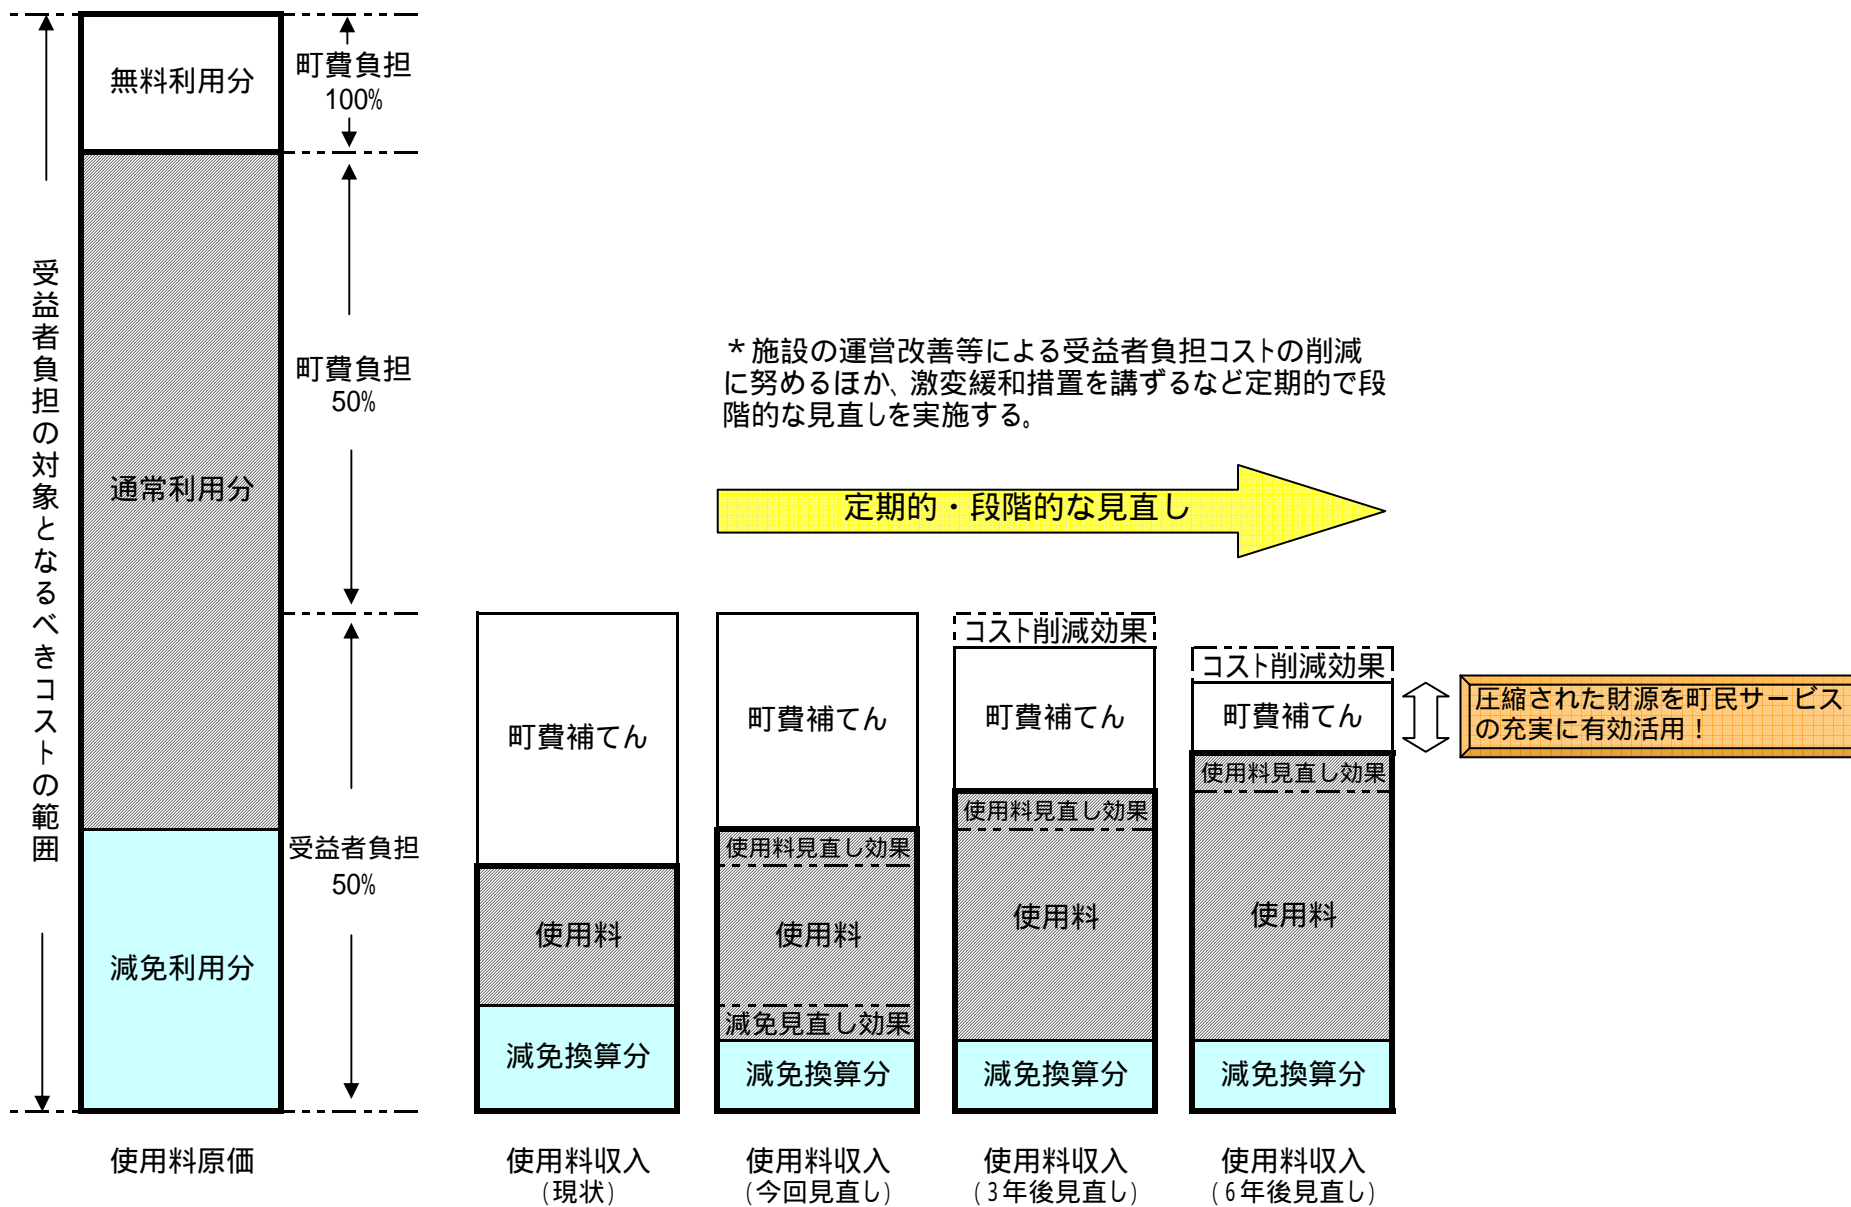 受益者負担の対象となるべきコストの範囲
無料利用分
通常利用分
減免利用分
使用料原価
町費負担
100%
町費負担
50%
受益者負担
50%
*施設の運営改善等による受益者負担コストの削減
に努めるほか、激変緩和措置を講ずるなど定期的で段
階的な見直しを実施する。
定期的・段階的な見直し
町費補てん
使用料
減免換算分
使用料収入
(現状)
町費補てん
使用料見直し効果
使用料
減免見直し効果
減免換算分
使用料収入
(今回見直し)
コスト削減効果
町費補てん
使用料見直し効果
使用料
減免換算分
使用料収入
(3年後見直し)
コスト削減効果
町費補てん
使用料見直し効果
使用料
減免換算分
使用料収入
(6年後見直し)
圧縮された財源を町民サービス
の充実に有効活用!